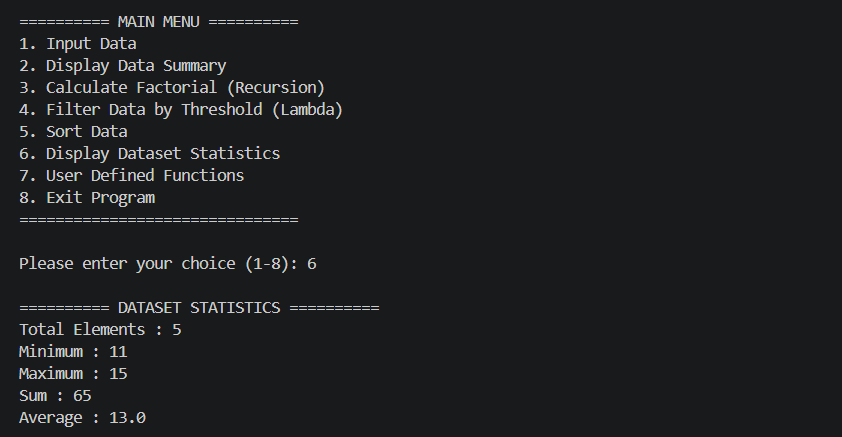 ========== MAIN MENU ==========
1. Input Data
2. Display Data Summary
3. Calculate Factorial (Recursion)
4. Filter Data by Threshold (Lambda)
5. Sort Data
6. Display Dataset Statistics
7. User Defined Functions
8. Exit Program
===============================
Please enter your choice (1-8): 6
========== DATASET STATISTICS ==========
Total Elements : 5
Minimum : 11
Maximum : 15
Sum : 65
Average : 13.0